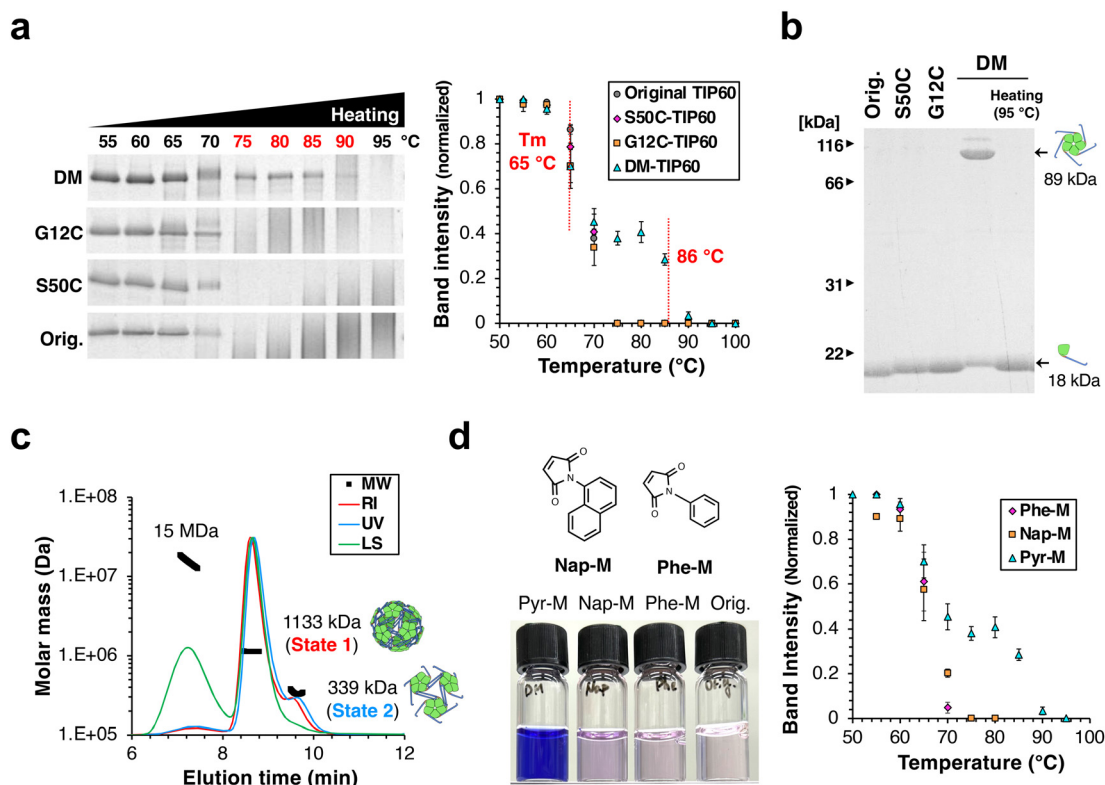 a
Heating
55 60 65 70 75 80 85 90 95 °C
DM
G12C
S50C
Orig.
Band intensity (normalized)
1
0.8
0.6
0.4
0.2
0
50 60 70 80 90 100
Temperature (°C)
Tm
65 °C
86 °C
Original TIP60
S50C-TIP60
G12C-TIP60
DM-TIP60
b
Orig.
S50C
G12C
DM
Heating
(95 °C)
[kDa]
116
66
31
22
89 kDa
18 kDa
c
Molar mass (Da)
1.E+08
1.E+07
1.E+06
1.E+05
6 8 10 12
Elution time (min)
MW
RI
UV
LS
15 MDa
1133 kDa
(State 1)
339 kDa
(State 2)
d
O
N
O
O
N
O
Nap-M
Phe-M
Pyr-M Nap-M Phe-M Orig.
DM
Nap
Phe
Orig.
Band Intensity (Normalized)
1
0.8
0.6
0.4
0.2
0
50 60 70 80 90 100
Temperature (°C)
Phe-M
Nap-M
Pyr-M